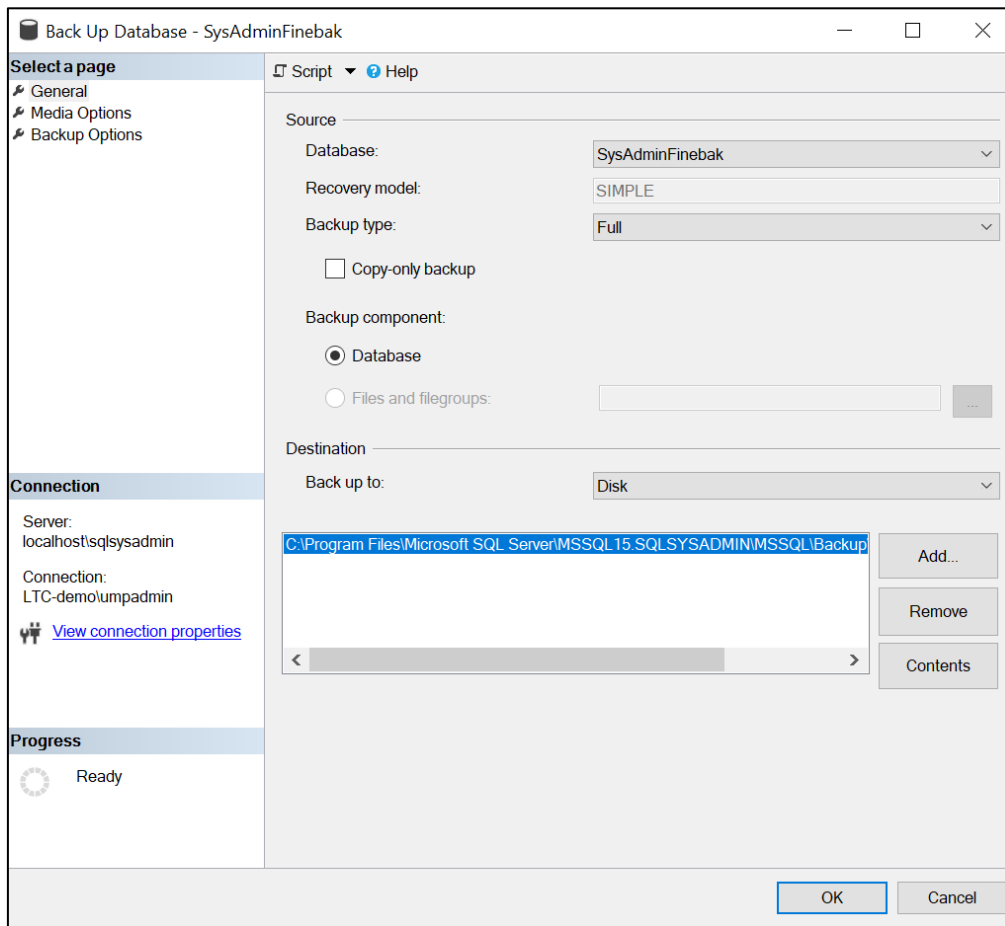 Back Up Database - SysAdminFinebak
Select a page
General
Media Options
Backup Options
Script Help
Source
Database: SysAdminFinebak
Recovery model: SIMPLE
Backup type: Full
Copy-only backup
Backup component:
Database
Files and filegroups: ...
Destination
Back up to: Disk
C:\Program Files\Microsoft SQL Server\MSSQL15.SQLSYSADMIN\MSSQL\Backup
Add...
Remove
Contents
Connection
Server:
localhost\sqlsysadmin
Connection:
LTC-demo\umpadmin
View connection properties
Progress
Ready
OK Cancel